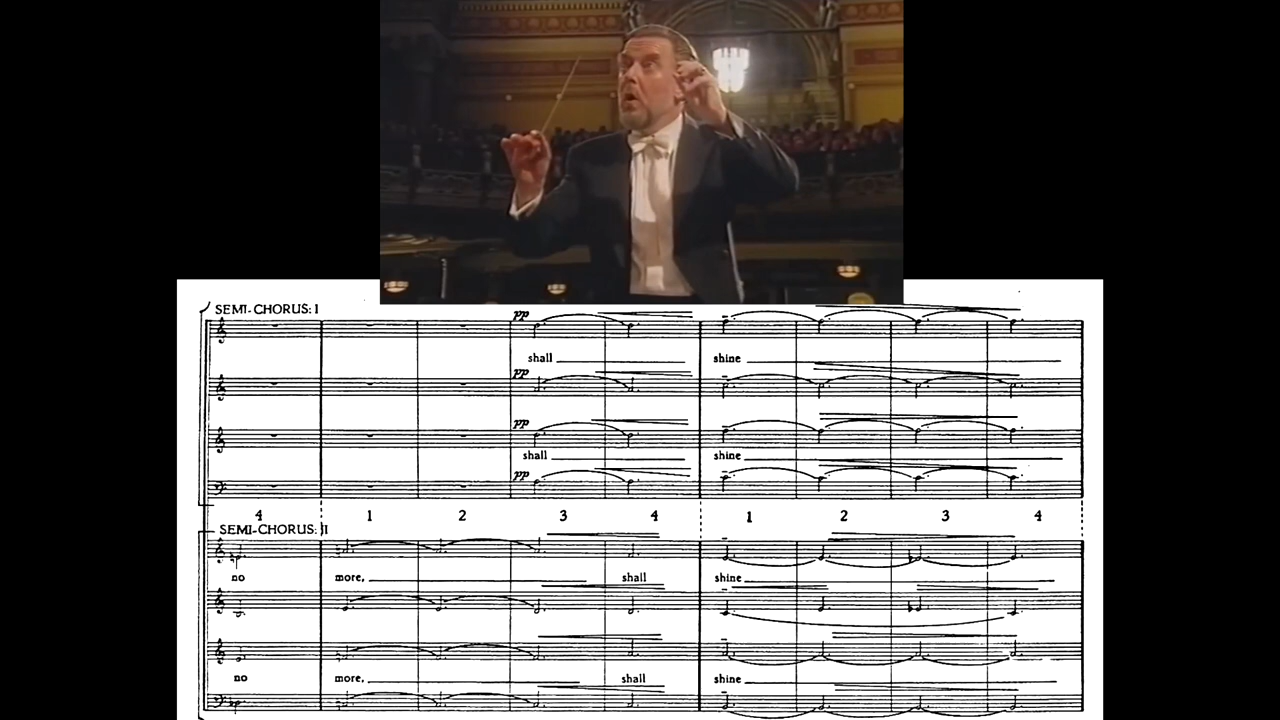 SEMI-CHORUS: I
pp
shall shine
pp
pp
shall shine
pp
4 1 2 3 4 1 2 3 4
SEMI-CHORUS: II
no more, shall shine
no more, shall shine